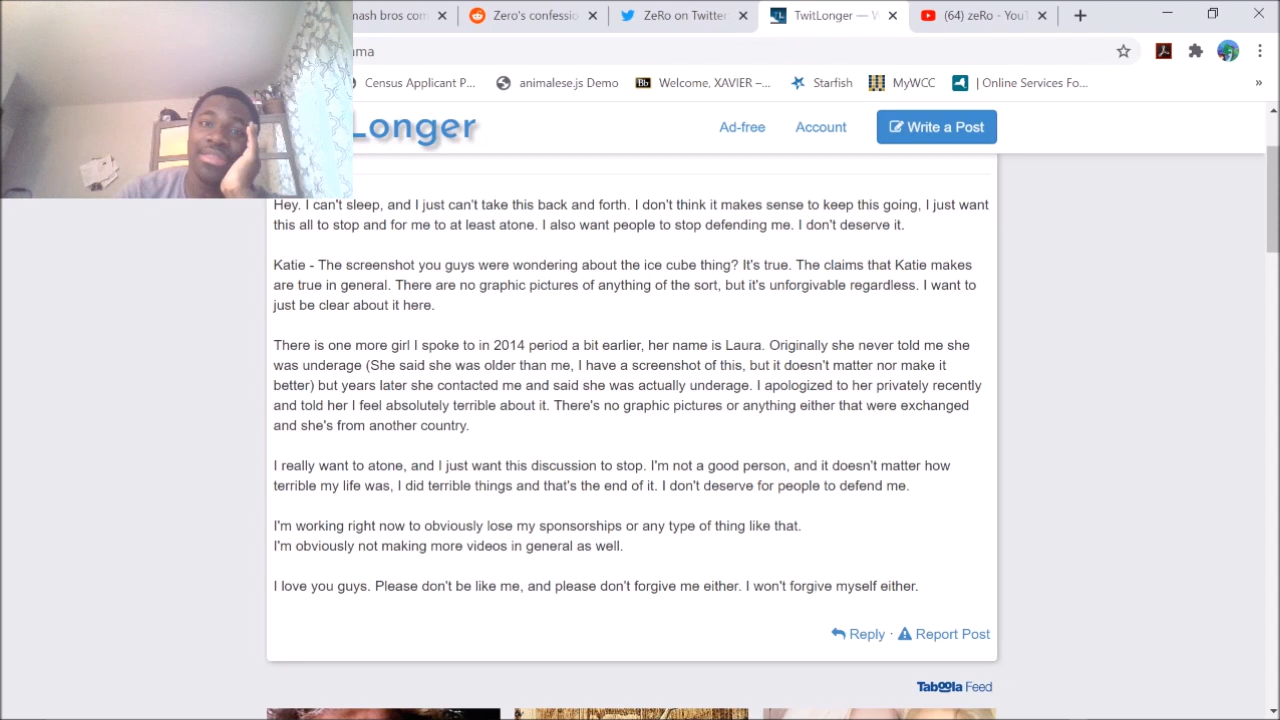 mash bros com
Zero's confessio
ZeRo on Twitter
TwitLonger — W
(64) zeRo - YouT
ama
Census Applicant P...
animalese.js Demo
Bb Welcome, XAVIER –...
Starfish
MyWCC
| Online Services Fo...
»
Longer
Ad-free
Account
Write a Post
Hey. I can't sleep, and I just can't take this back and forth. I don't think it makes sense to keep this going, I just want
this all to stop and for me to at least atone. I also want people to stop defending me. I don't deserve it.
Katie - The screenshot you guys were wondering about the ice cube thing? It's true. The claims that Katie makes
are true in general. There are no graphic pictures of anything of the sort, but it's unforgivable regardless. I want to
just be clear about it here.
There is one more girl I spoke to in 2014 period a bit earlier, her name is Laura. Originally she never told me she
was underage (She said she was older than me, I have a screenshot of this, but it doesn't matter nor make it
better) but years later she contacted me and said she was actually underage. I apologized to her privately recently
and told her I feel absolutely terrible about it. There's no graphic pictures or anything either that were exchanged
and she's from another country.
I really want to atone, and I just want this discussion to stop. I'm not a good person, and it doesn't matter how
terrible my life was, I did terrible things and that's the end of it. I don't deserve for people to defend me.
I'm working right now to obviously lose my sponsorships or any type of thing like that.
I'm obviously not making more videos in general as well.
I love you guys. Please don't be like me, and please don't forgive me either. I won't forgive myself either.
Reply · Report Post
Taboola Feed